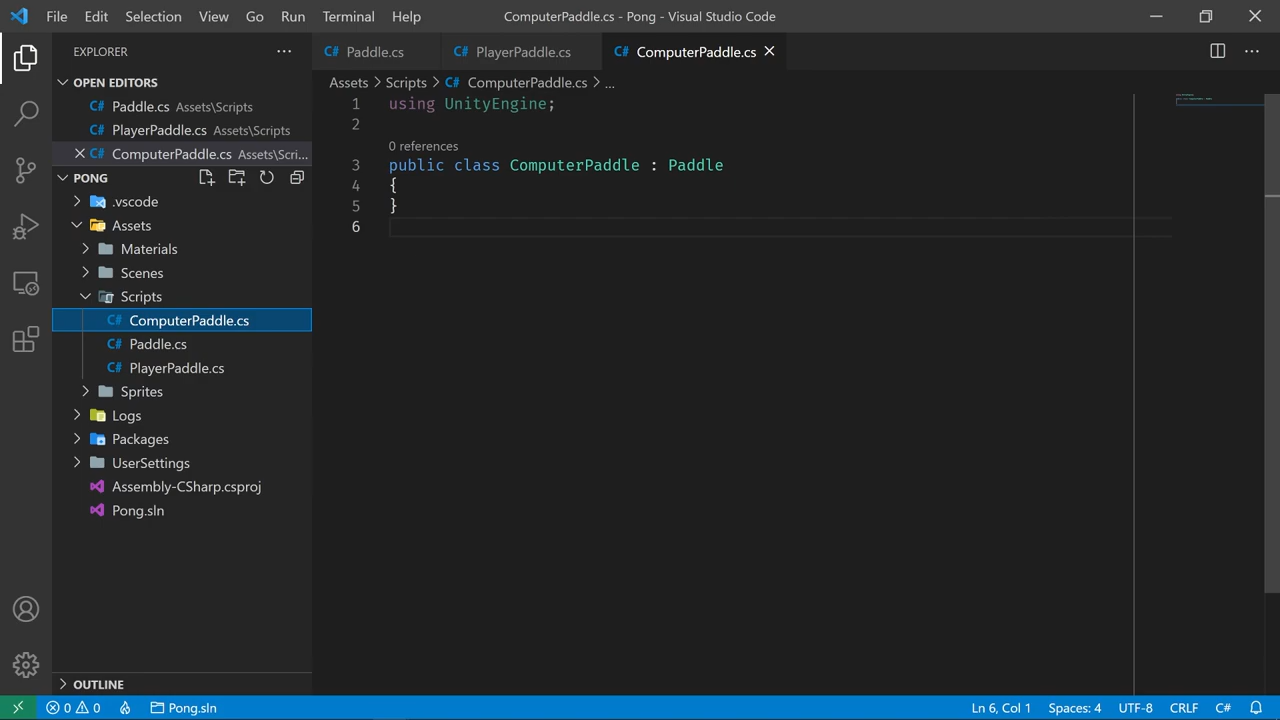 File Edit Selection View Go Run Terminal Help ComputerPaddle.cs - Pong - Visual Studio Code
EXPLORER
OPEN EDITORS
C# Paddle.cs Assets\Scripts
C# PlayerPaddle.cs Assets\Scripts
C# ComputerPaddle.cs Assets\Scri...
PONG
.vscode
Assets
Materials
Scenes
Scripts
C# ComputerPaddle.cs
C# Paddle.cs
C# PlayerPaddle.cs
Sprites
Logs
Packages
UserSettings
Assembly-CSharp.csproj
Pong.sln
OUTLINE
C# Paddle.cs C# PlayerPaddle.cs C# ComputerPaddle.cs
Assets > Scripts > C# ComputerPaddle.cs > ...
1 using UnityEngine;
2
0 references
3 public class ComputerPaddle : Paddle
4 {
5 }
6
0 0 Pong.sln Ln 6, Col 1 Spaces: 4 UTF-8 CRLF C#